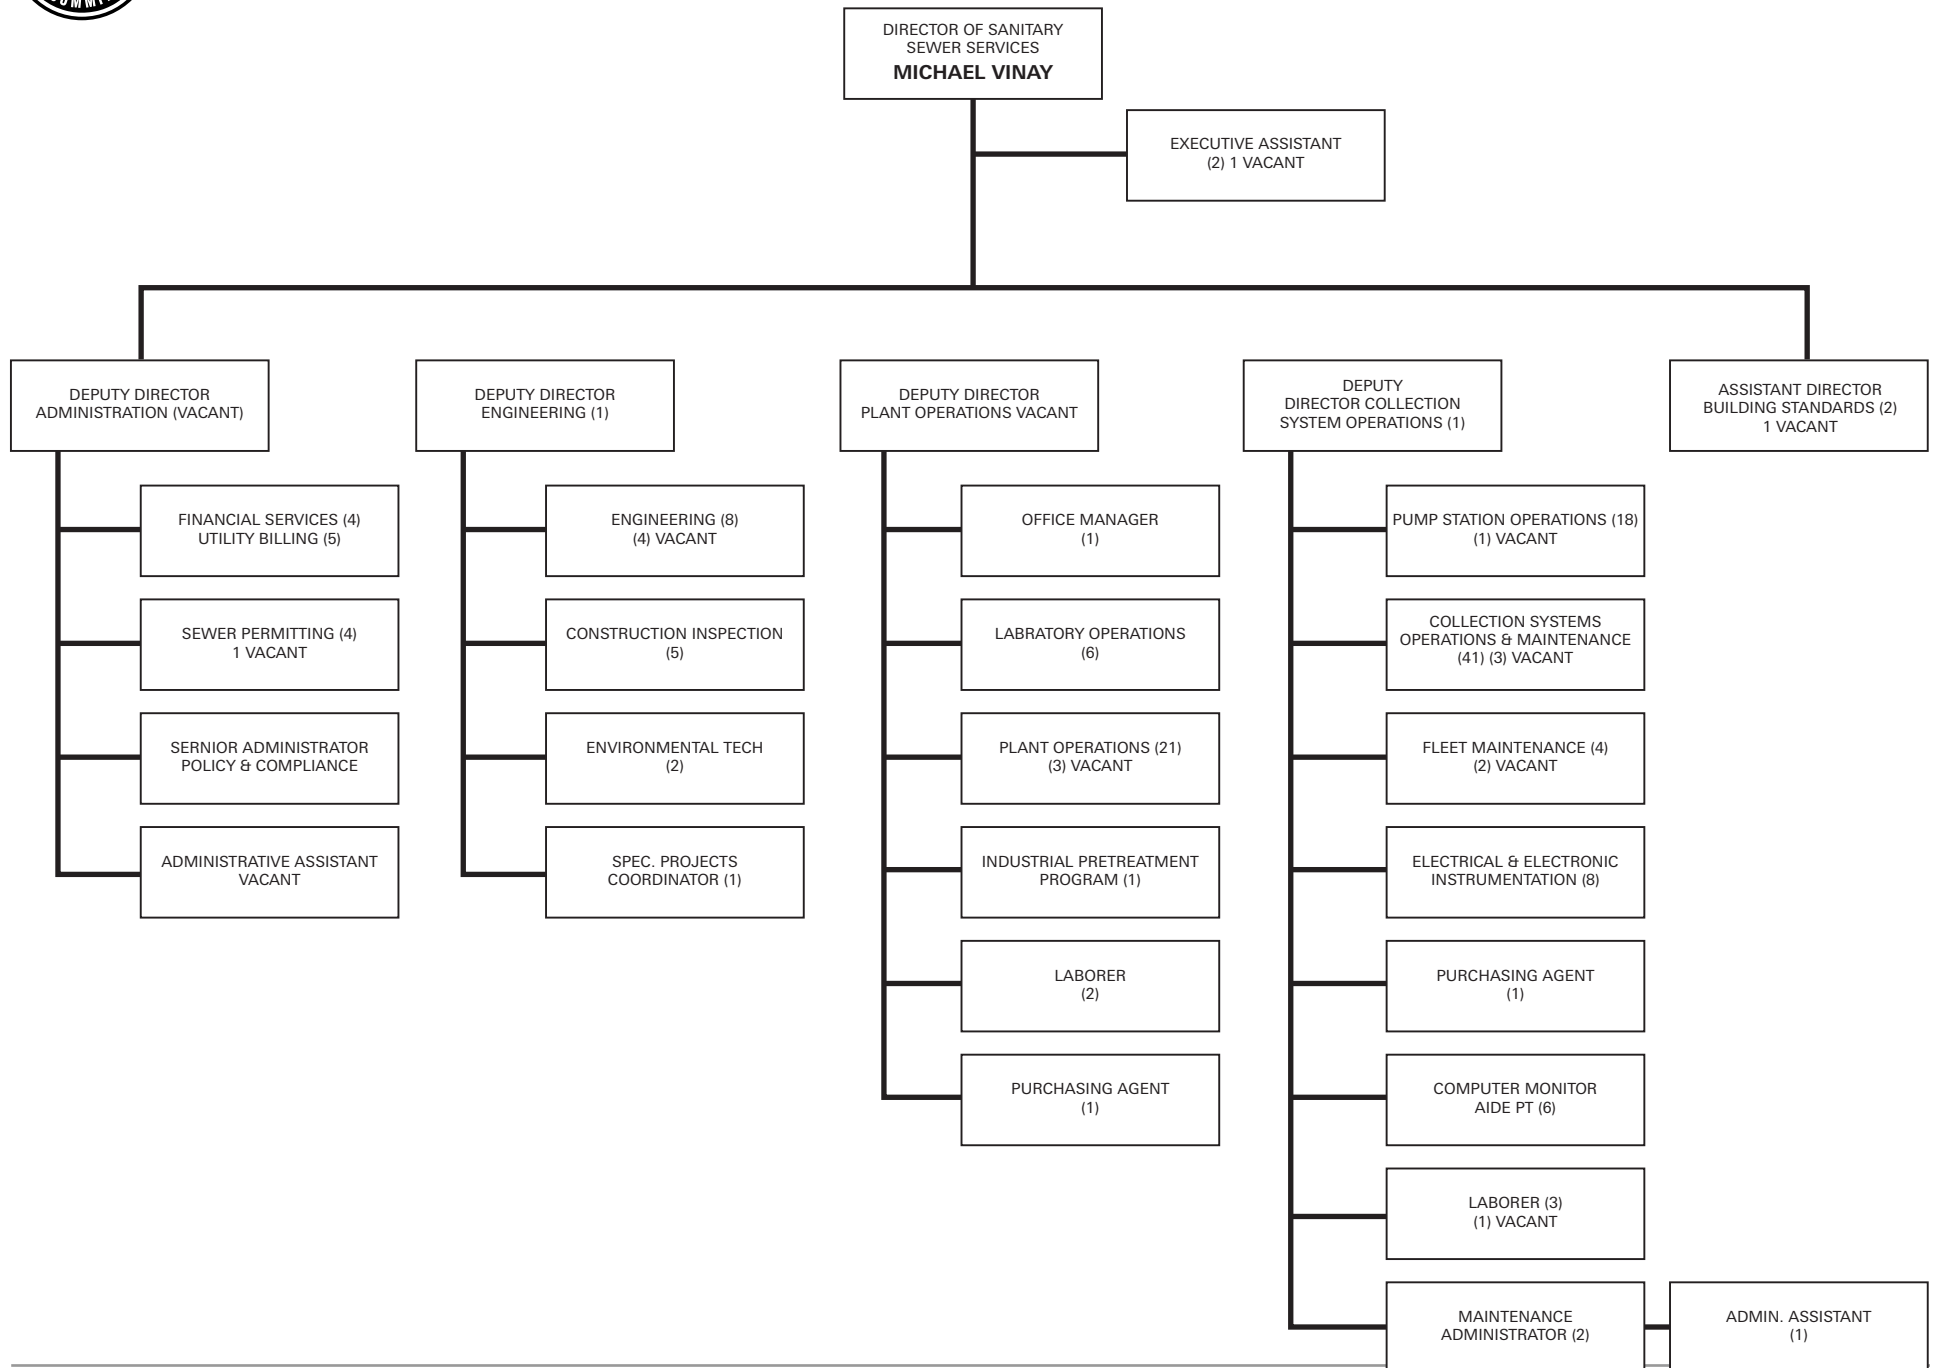 DIRECTOR OF SANITARY
SEWER SERVICES
MICHAEL VINAY
EXECUTIVE ASSISTANT
(2) 1 VACANT
DEPUTY DIRECTOR
ADMINISTRATION (VACANT)
FINANCIAL SERVICES (4)
UTILITY BILLING (5)
SEWER PERMITTING (4)
1 VACANT
SERNIOR ADMINISTRATOR
POLICY & COMPLIANCE
ADMINISTRATIVE ASSISTANT
VACANT
DEPUTY DIRECTOR
ENGINEERING (1)
ENGINEERING (8)
(4) VACANT
CONSTRUCTION INSPECTION
(5)
ENVIRONMENTAL TECH
(2)
SPEC. PROJECTS
COORDINATOR (1)
DEPUTY DIRECTOR
PLANT OPERATIONS VACANT
OFFICE MANAGER
(1)
LABRATORY OPERATIONS
(6)
PLANT OPERATIONS (21)
(3) VACANT
INDUSTRIAL PRETREATMENT
PROGRAM (1)
LABORER
(2)
PURCHASING AGENT
(1)
DEPUTY
DIRECTOR COLLECTION
SYSTEM OPERATIONS (1)
PUMP STATION OPERATIONS (18)
(1) VACANT
COLLECTION SYSTEMS
OPERATIONS & MAINTENANCE
(41) (3) VACANT
FLEET MAINTENANCE (4)
(2) VACANT
ELECTRICAL & ELECTRONIC
INSTRUMENTATION (8)
PURCHASING AGENT
(1)
COMPUTER MONITOR
AIDE PT (6)
LABORER (3)
(1) VACANT
MAINTENANCE
ADMINISTRATOR (2)
ADMIN. ASSISTANT
(1)
ASSISTANT DIRECTOR
BUILDING STANDARDS (2)
1 VACANT